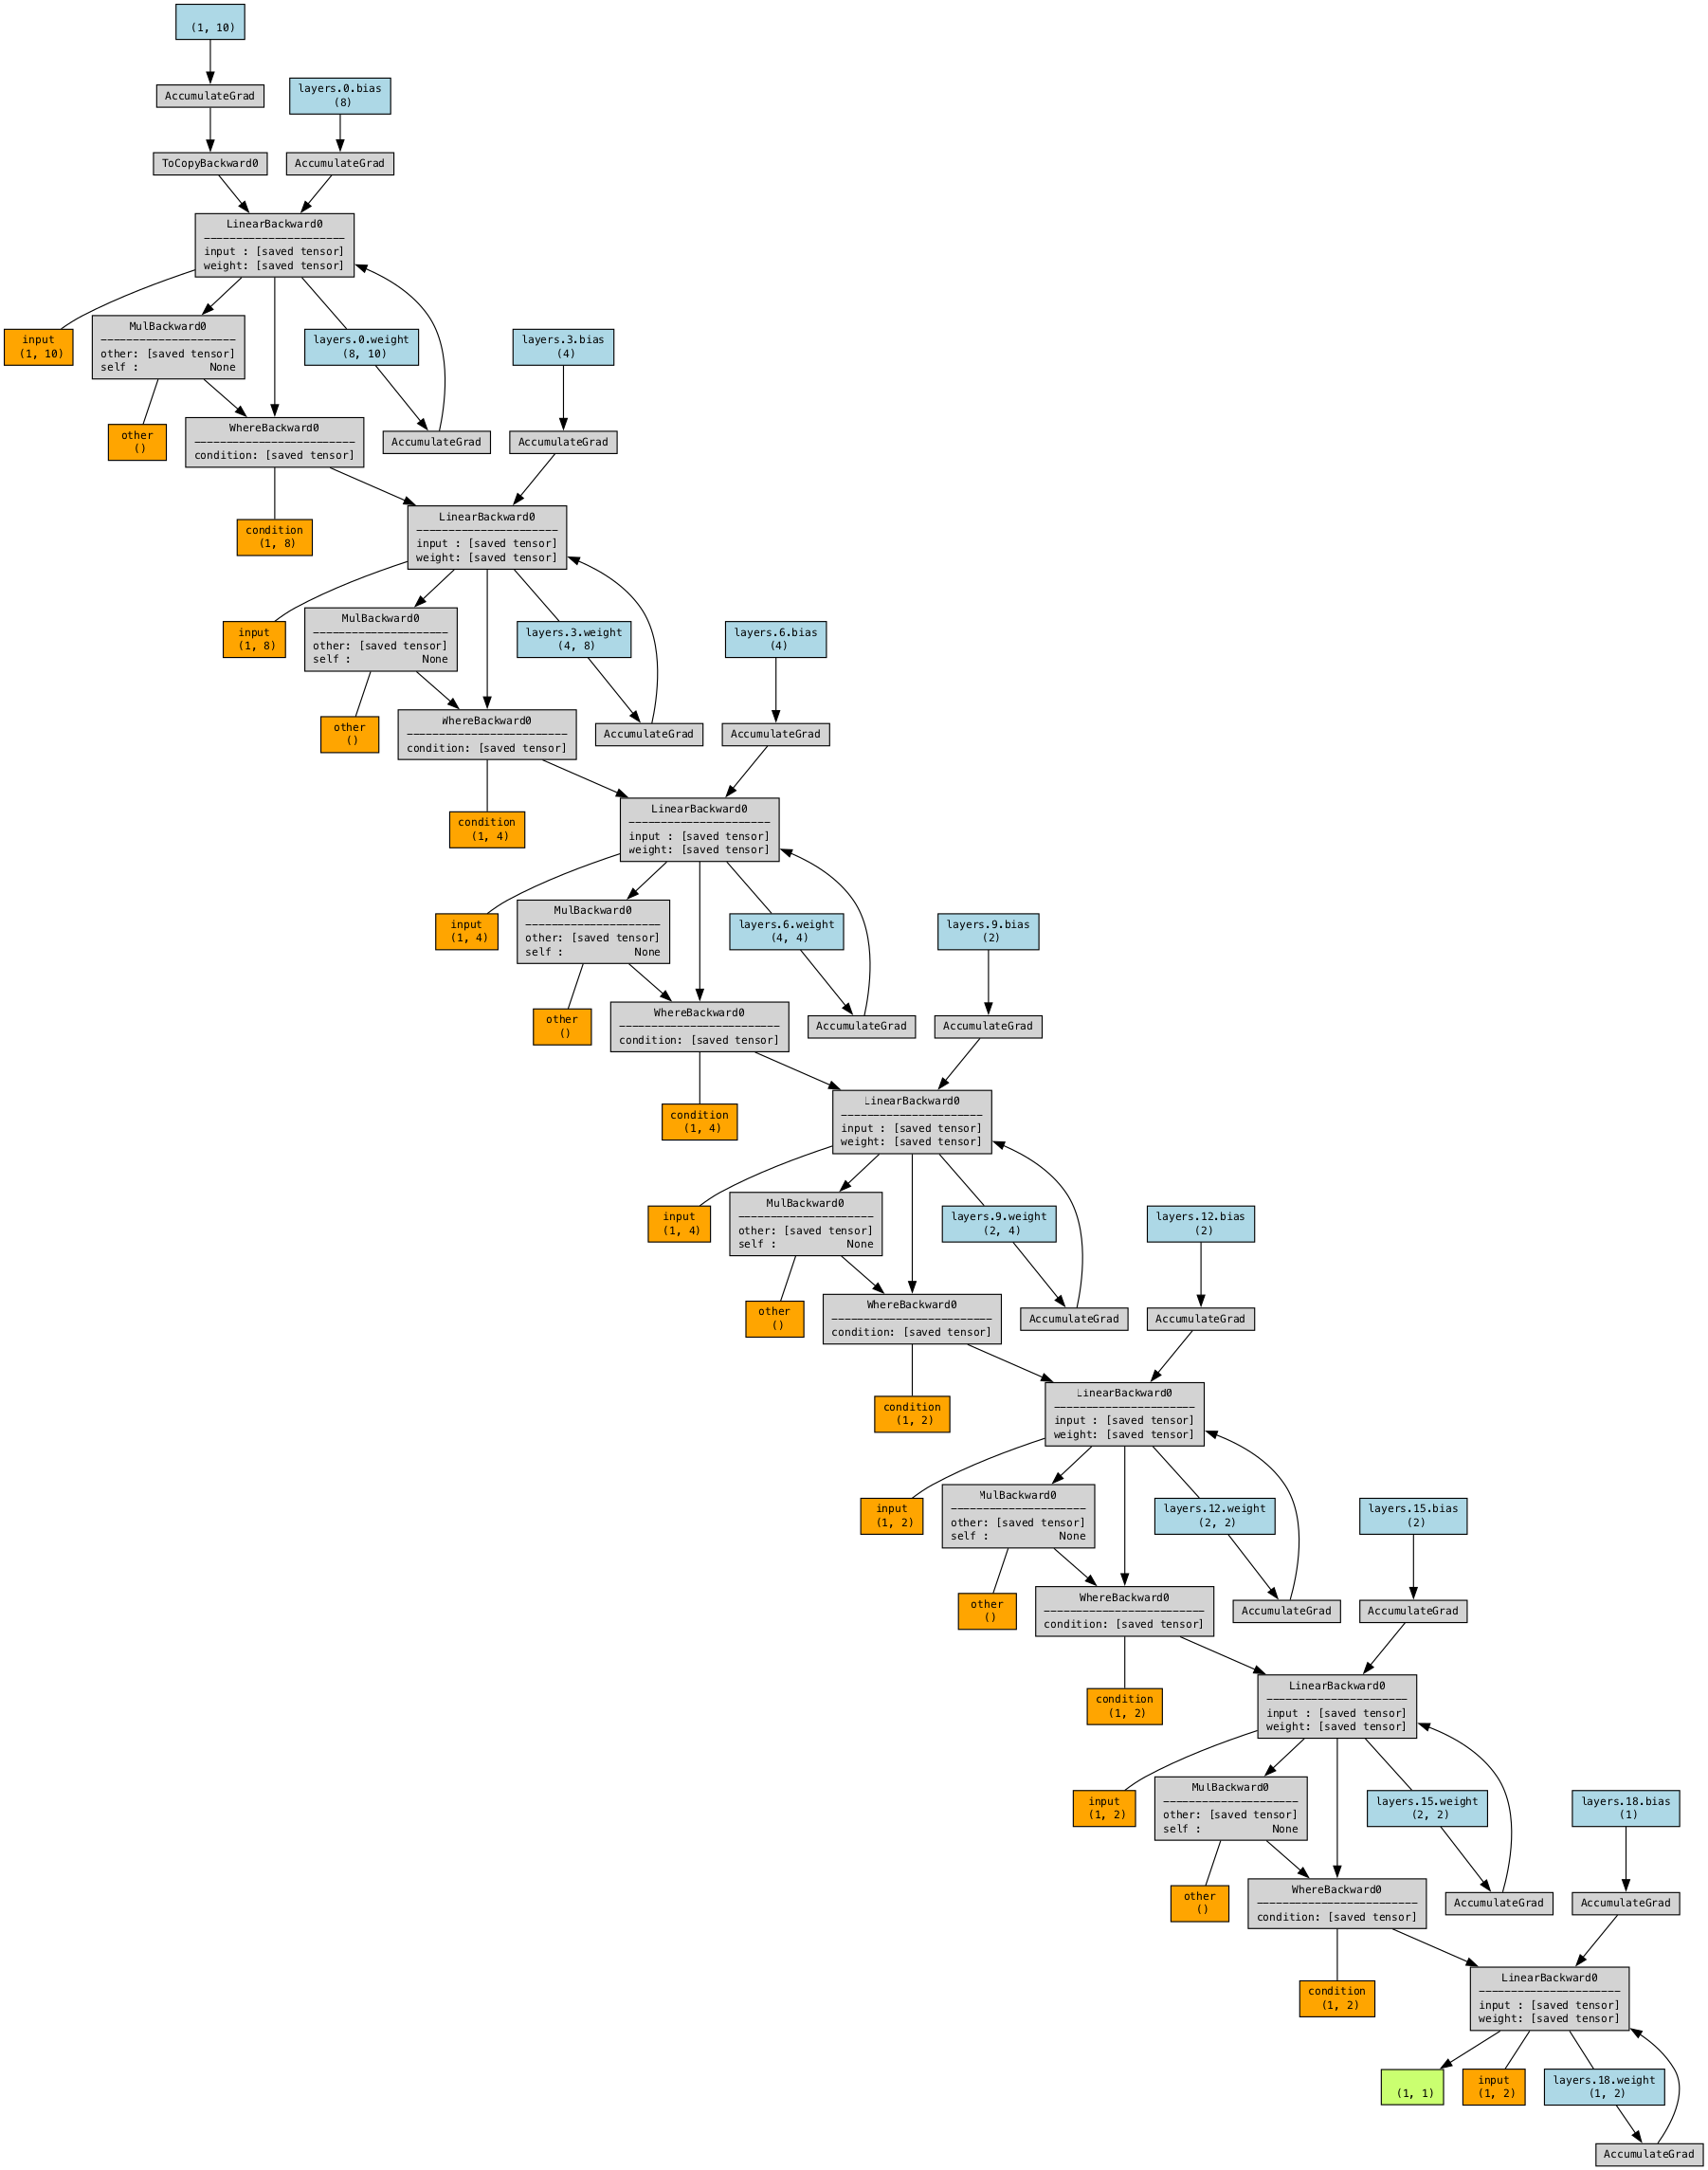 (1, 10)
AccumulateGrad
layers.0.bias
(8)
ToCopyBackward0
AccumulateGrad
LinearBackward0
----------------------
input : [saved tensor]
weight: [saved tensor]
input
(1, 10)
MulBackward0
---------------------
other: [saved tensor]
self : None
layers.0.weight
(8, 10)
layers.3.bias
(4)
other
()
WhereBackward0
-------------------------
condition: [saved tensor]
AccumulateGrad
AccumulateGrad
condition
(1, 8)
LinearBackward0
----------------------
input : [saved tensor]
weight: [saved tensor]
input
(1, 8)
MulBackward0
---------------------
other: [saved tensor]
self : None
layers.3.weight
(4, 8)
layers.6.bias
(4)
other
()
WhereBackward0
-------------------------
condition: [saved tensor]
AccumulateGrad
AccumulateGrad
condition
(1, 4)
LinearBackward0
----------------------
input : [saved tensor]
weight: [saved tensor]
input
(1, 4)
MulBackward0
---------------------
other: [saved tensor]
self : None
layers.6.weight
(4, 4)
layers.9.bias
(2)
other
()
WhereBackward0
-------------------------
condition: [saved tensor]
AccumulateGrad
AccumulateGrad
condition
(1, 4)
LinearBackward0
----------------------
input : [saved tensor]
weight: [saved tensor]
input
(1, 4)
MulBackward0
---------------------
other: [saved tensor]
self : None
layers.9.weight
(2, 4)
layers.12.bias
(2)
other
()
WhereBackward0
-------------------------
condition: [saved tensor]
AccumulateGrad
AccumulateGrad
condition
(1, 2)
LinearBackward0
----------------------
input : [saved tensor]
weight: [saved tensor]
input
(1, 2)
MulBackward0
---------------------
other: [saved tensor]
self : None
layers.12.weight
(2, 2)
layers.15.bias
(2)
other
()
WhereBackward0
-------------------------
condition: [saved tensor]
AccumulateGrad
AccumulateGrad
condition
(1, 2)
LinearBackward0
----------------------
input : [saved tensor]
weight: [saved tensor]
input
(1, 2)
MulBackward0
---------------------
other: [saved tensor]
self : None
layers.15.weight
(2, 2)
layers.18.bias
(1)
other
()
WhereBackward0
-------------------------
condition: [saved tensor]
AccumulateGrad
AccumulateGrad
condition
(1, 2)
LinearBackward0
----------------------
input : [saved tensor]
weight: [saved tensor]
(1, 1)
input
(1, 2)
layers.18.weight
(1, 2)
AccumulateGrad